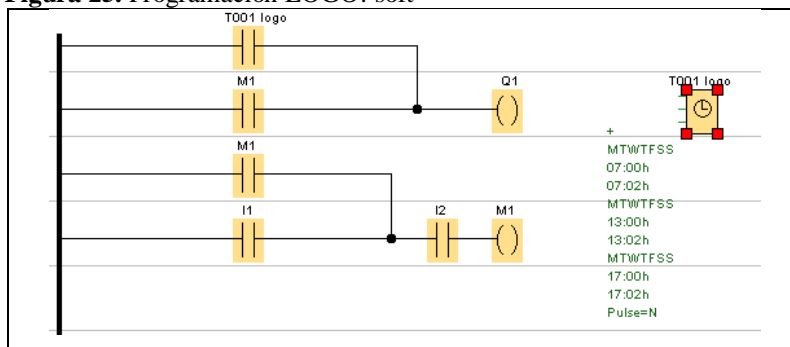 Figura 25. Programación LOGO! soft
T001 logo
M1
Q1
T001 logo
M1
I1
I2
M1
+
MTWTFSS
07:00h
07:02h
MTWTFSS
13:00h
13:02h
MTWTFSS
17:00h
17:02h
Pulse=N